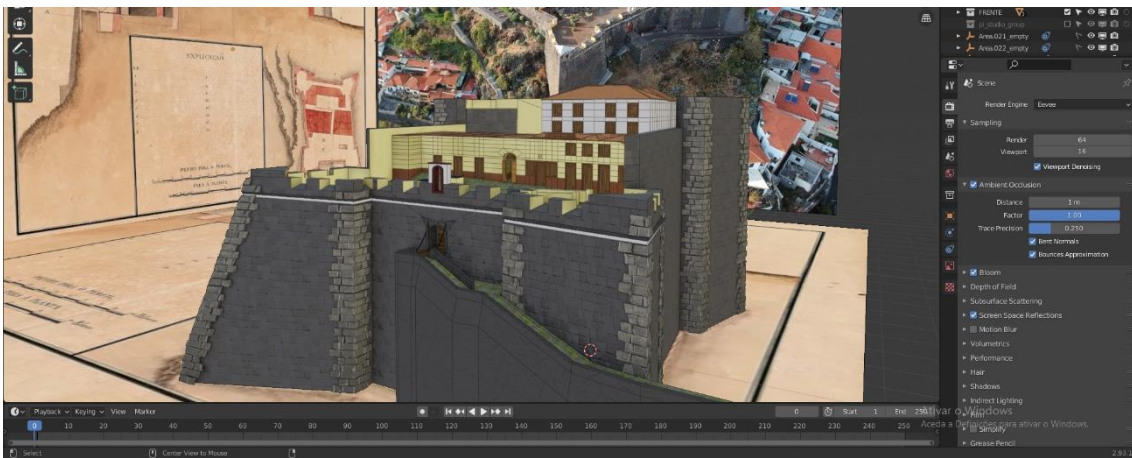 EXPLICAÇÃO
FRENTE
pl_studio_group
Area.021_empty
Area.022_empty
Scene
Render Engine Eevee
Sampling
Render 64
Viewport 16
Viewport Denoising
Ambient Occlusion
Distance 1 m
Factor 1.00
Trace Precision 0.250
Bent Normals
Bounces Approximation
Bloom
Depth of Field
Subsurface Scattering
Screen Space Reflections
Motion Blur
Volumetrics
Performance
Hair
Shadows
Indirect Lighting
Film
Simplify
Grease Pencil
Ativar o Windows
Aceda a Definições para ativar o Windows.
Playback Keying View Marker
0 Start 1 End 250
0 10 20 30 40 50 60 70 80 90 100 110 120 130 140 150 160 170 180 190 200 210 220 230 240 250
Select Center View to Mouse
2.93.1